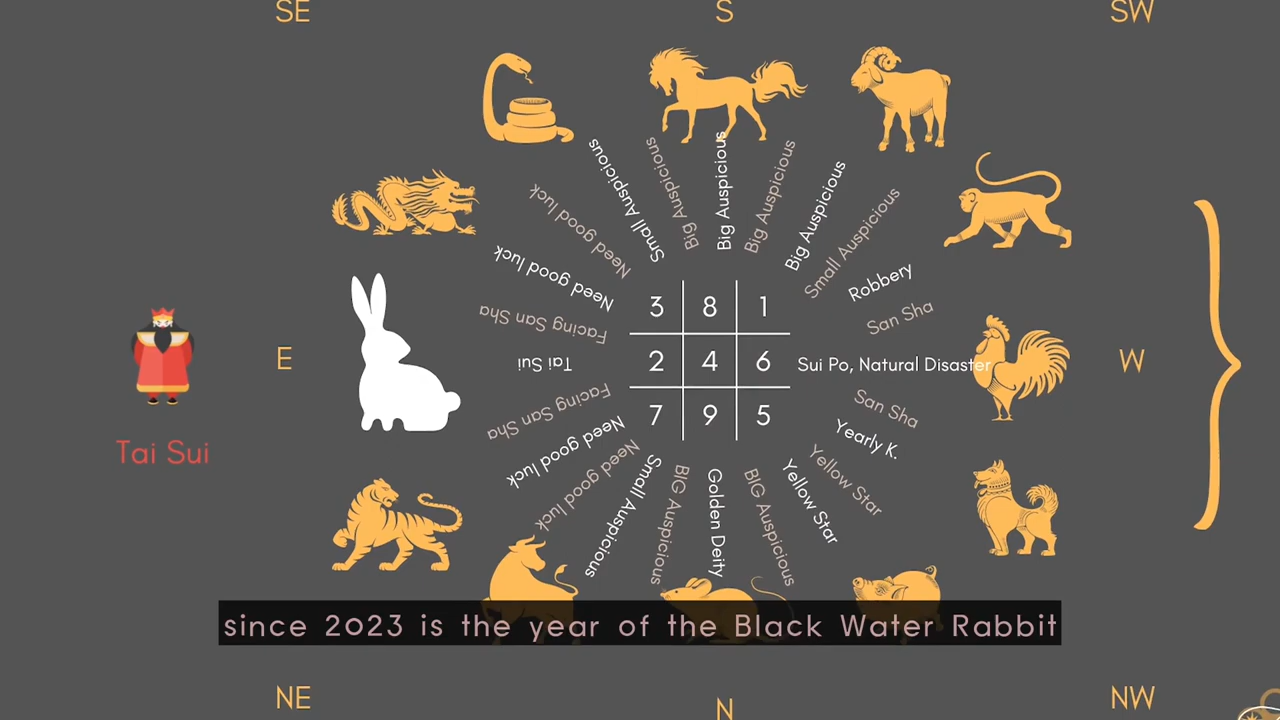 SE
S
SW
Small Auspicious
Big Auspicious
Big Auspicious
Big Auspicious
Big Auspicious
Small Auspicious
Need good luck
Need good luck
Robbery
Facing San Sha
San Sha
3 8 1
Tai Sui
E
2 4 6
Sui Po, Natural Disaster
W
Tai Sui
Facing San Sha
7 9 5
San Sha
Need good luck
Yearly K.
Need good luck
Yellow Star
Small Auspicious
BIG Auspicious
Golden Deity
BIG Auspicious
Yellow Star
since 2023 is the year of the Black Water Rabbit
NE
N
NW